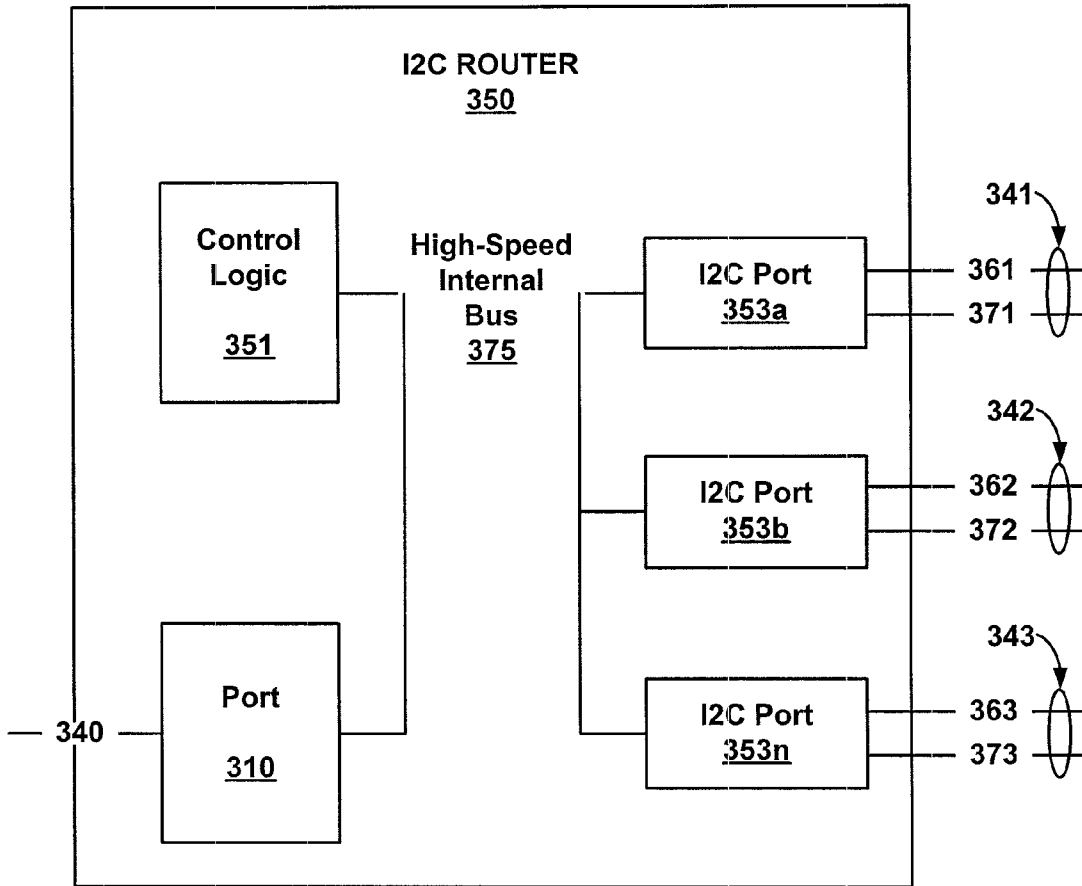 I2C ROUTER
350
Control
Logic
351
High-Speed
Internal
Bus
375
I2C Port
353a
361
371
341
I2C Port
353b
362
372
342
Port
310
340
I2C Port
353n
363
373
343